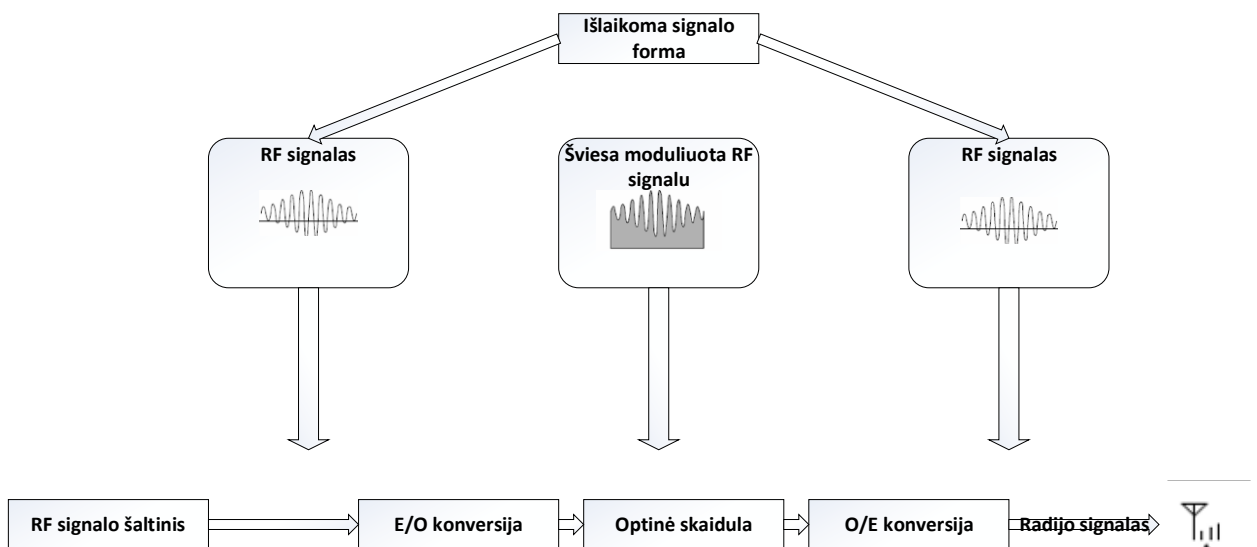 Išlaikoma signalo
forma
RF signalas
Šviesa moduliuota RF
signalu
RF signalas
RF signalo šaltinis
E/O konversija
Optinė skaidula
O/E konversija
Radijo signalas